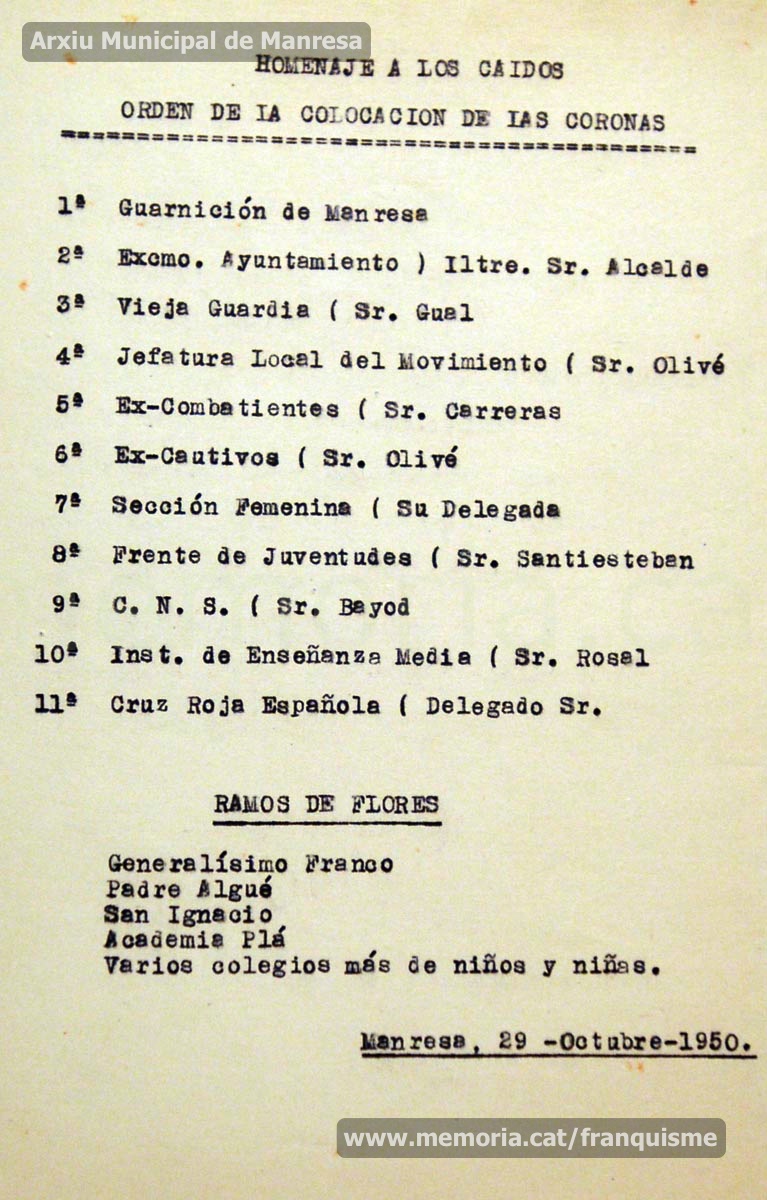 Arxiu Municipal de Manresa
HOMENAJE A LOS CAIDOS
ORDEN DE LA COLOCACION DE LAS CORONAS
==============================================
1ª Guarnición de Manresa
2ª Excmo. Ayuntamiento ) Iltre. Sr. Alcalde
3ª Vieja Guardia ( Sr. Gual
4ª Jefatura Local del Movimiento ( Sr. Olivé
5ª Ex-Combatientes ( Sr. Carreras
6ª Ex-Cautivos ( Sr. Olivé
7ª Sección Femenina ( Su Delegada
8ª Frente de Juventudes ( Sr. Santiesteban
9ª C. N. S. ( Sr. Bayod
10ª Inst. de Enseñanza Media ( Sr. Rosal
11ª Cruz Roja Española ( Delegado Sr.
RAMOS DE FLORES
Generalísimo Franco
Padre Algué
San Ignacio
Academia Plá
Varios colegios más de niños y niñas.
Manresa, 29 -Octubre-1950.
www.memoria.cat/franquisme